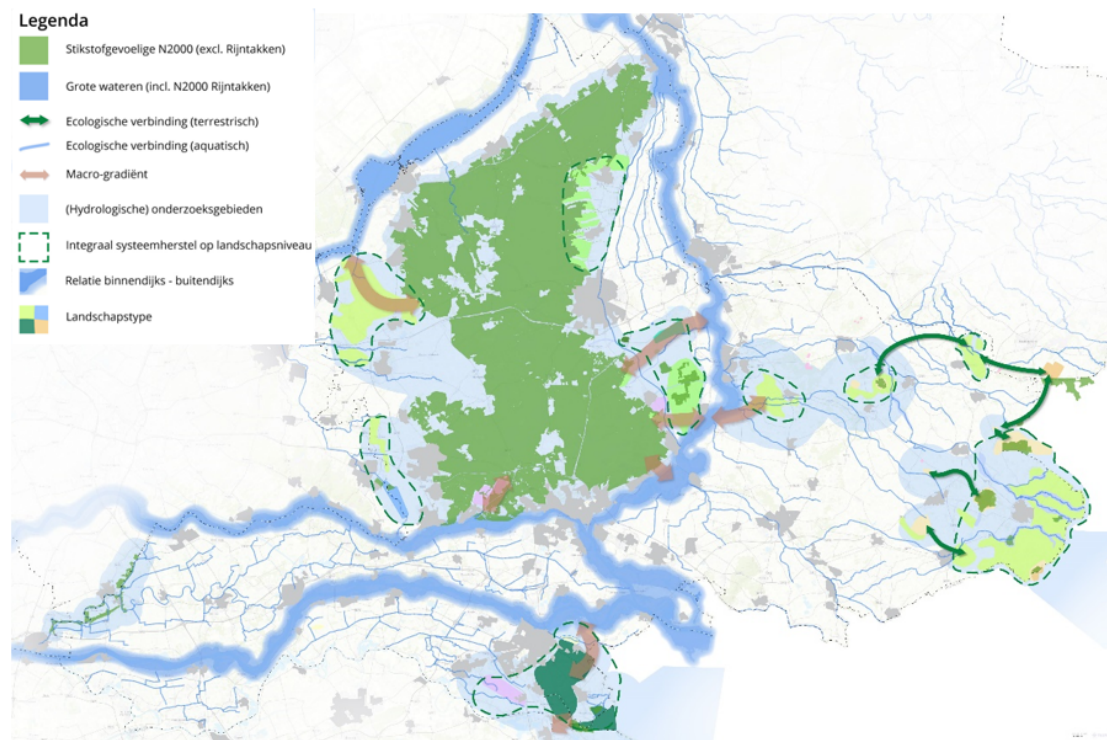 Legenda
Stikstofgevoelige N2000 (excl. Rijntakken)
Grote wateren (incl. N2000 Rijntakken)
Ecologische verbinding (terrestrisch)
Ecologische verbinding (aquatisch)
Macro-gradiënt
(Hydrologische) onderzoeksgebieden
Integraal systeemherstel op landschapsniveau
Relatie binnendijks - buitendijks
Landschapstype